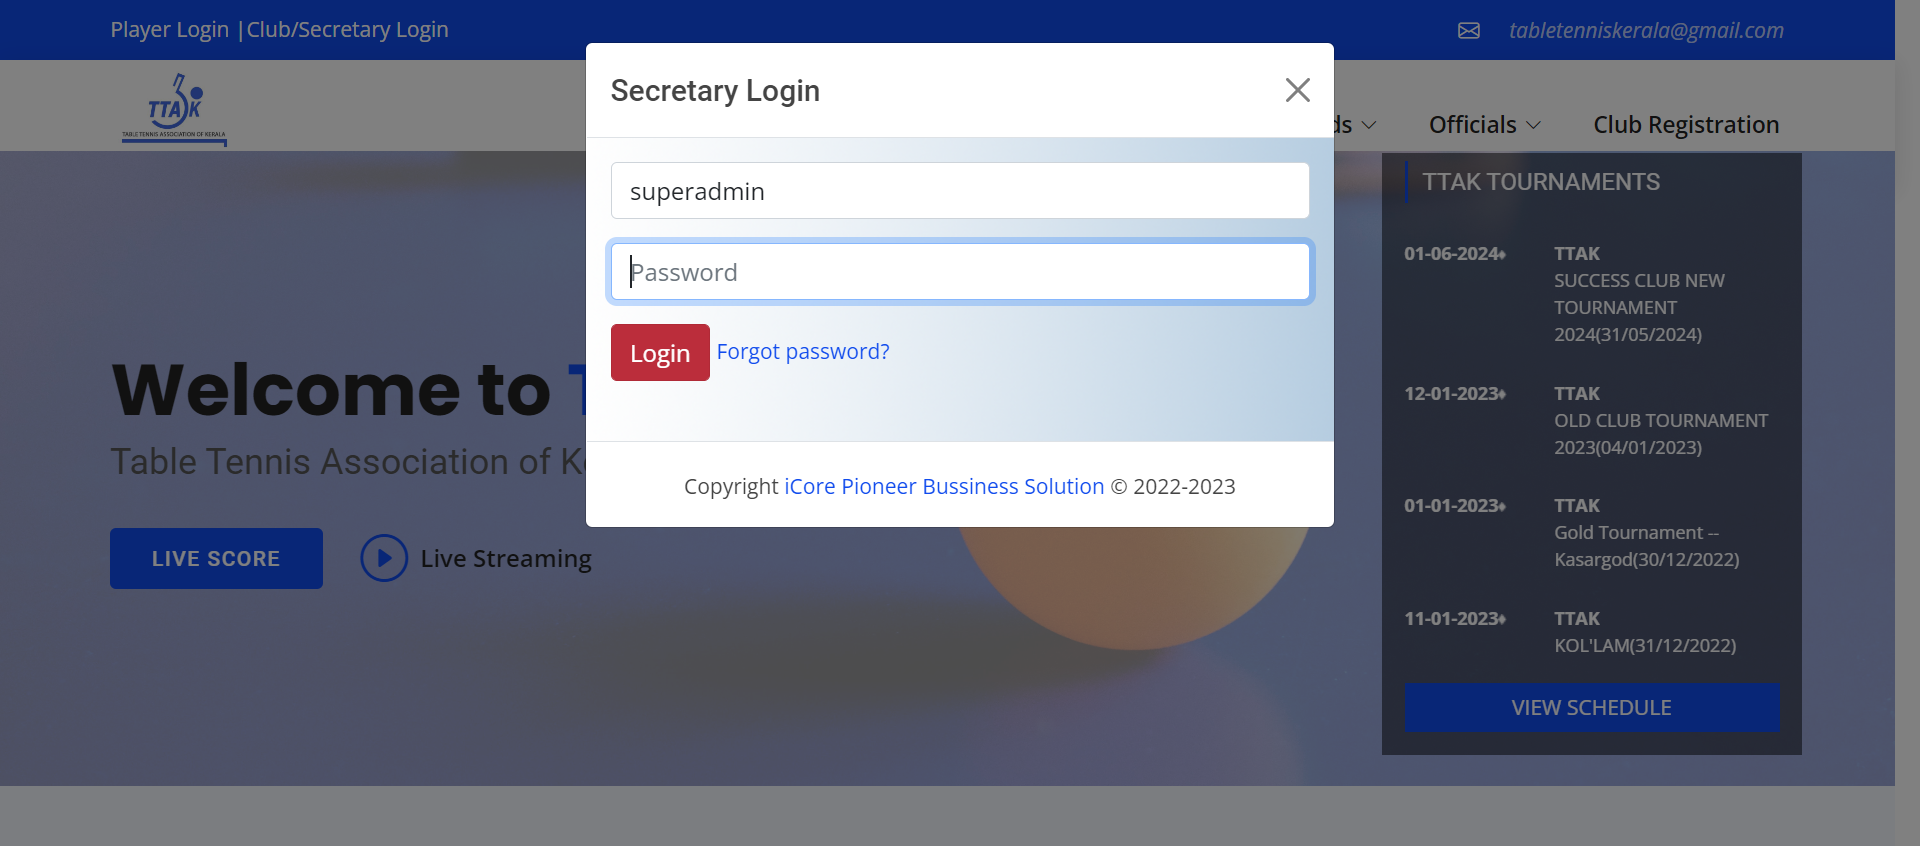 Player Login |Club/Secretary Login
tabletenniskerala@gmail.com
TTAK
TABLE TENNIS ASSOCIATION OF KERALA
ds
Officials
Club Registration
Secretary Login
superadmin
Password
Login Forgot password?
Copyright iCore Pioneer Bussiness Solution © 2022-2023
Welcome to T
Table Tennis Association of Ke
LIVE SCORE
Live Streaming
TTAK TOURNAMENTS
01-06-2024♦ TTAK
SUCCESS CLUB NEW
TOURNAMENT
2024(31/05/2024)
12-01-2023♦ TTAK
OLD CLUB TOURNAMENT
2023(04/01/2023)
01-01-2023♦ TTAK
Gold Tournament --
Kasargod(30/12/2022)
11-01-2023♦ TTAK
KOL'LAM(31/12/2022)
VIEW SCHEDULE